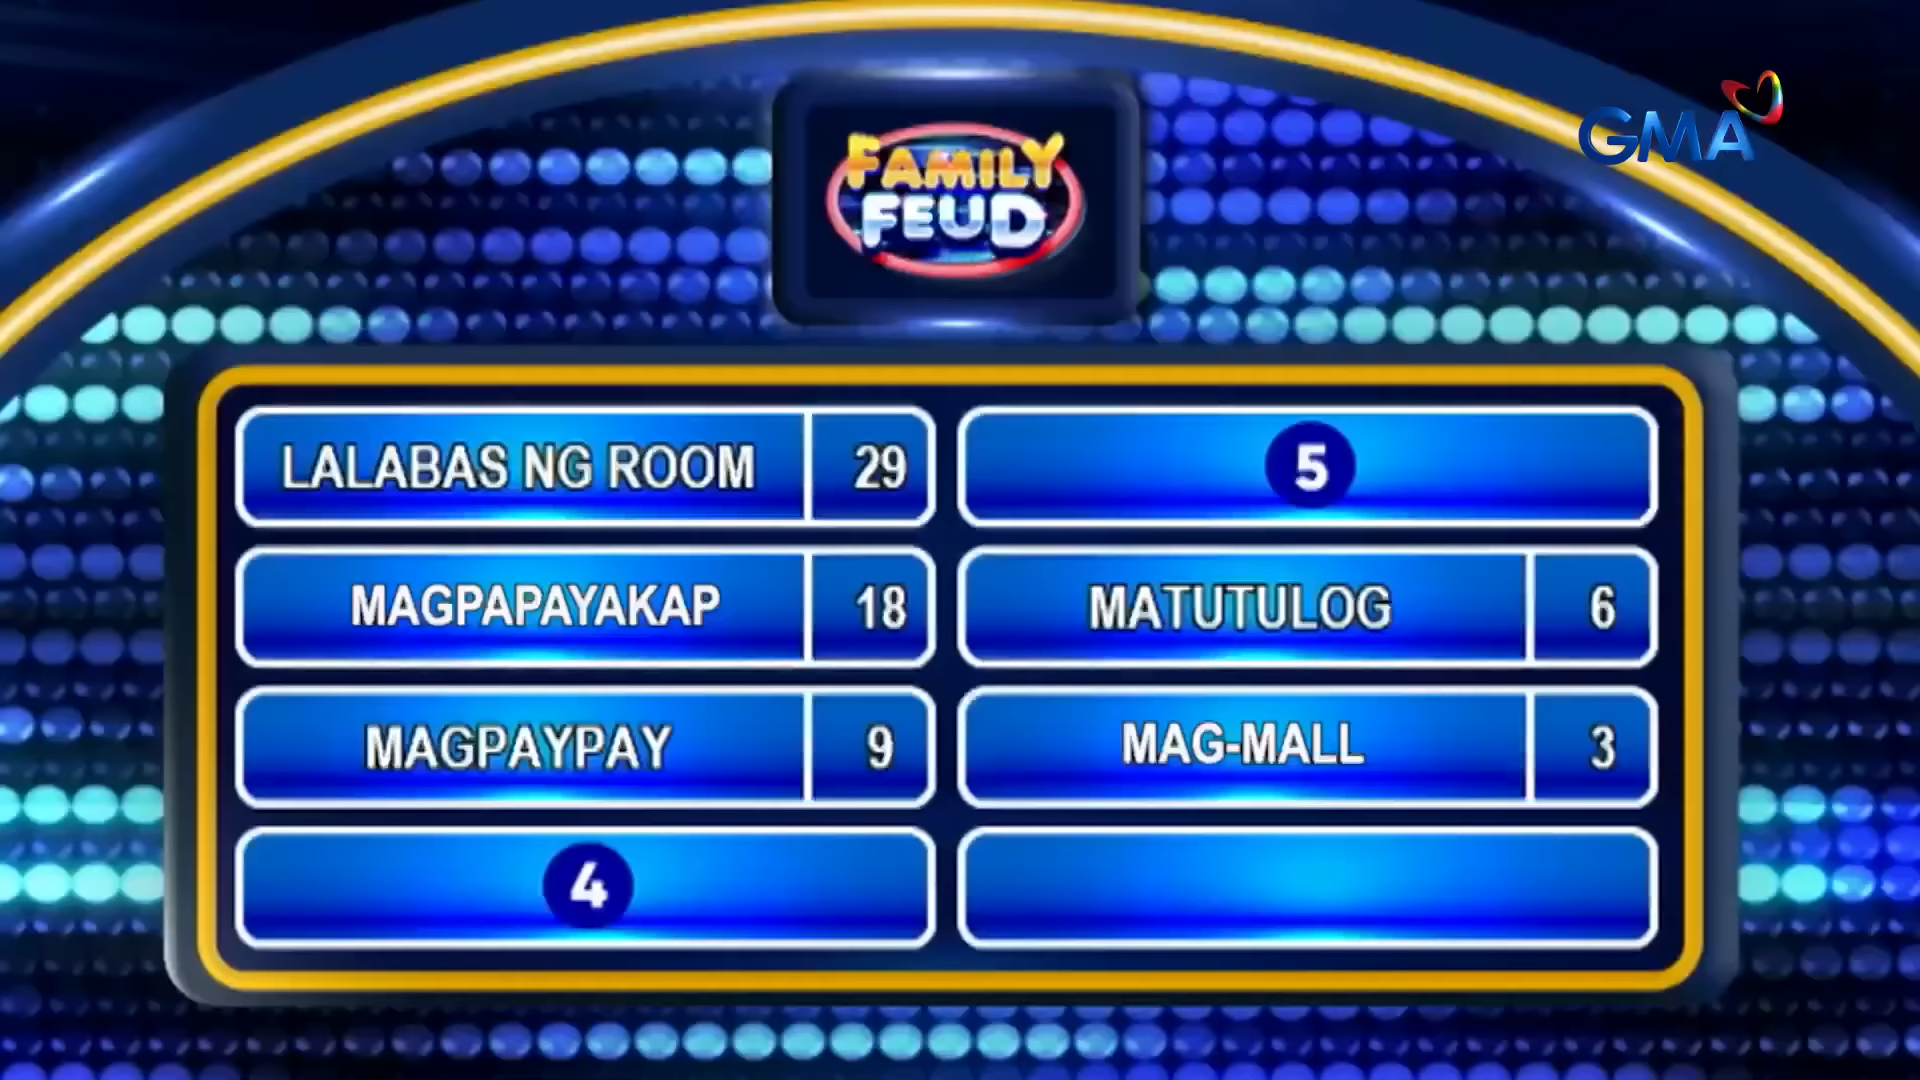 FAMILY
FEUD
GMA
LALABAS NG ROOM 29
MAGPAPAYAKAP 18
MAGPAYPAY 9
4
5
MATUTULOG 6
MAG-MALL 3